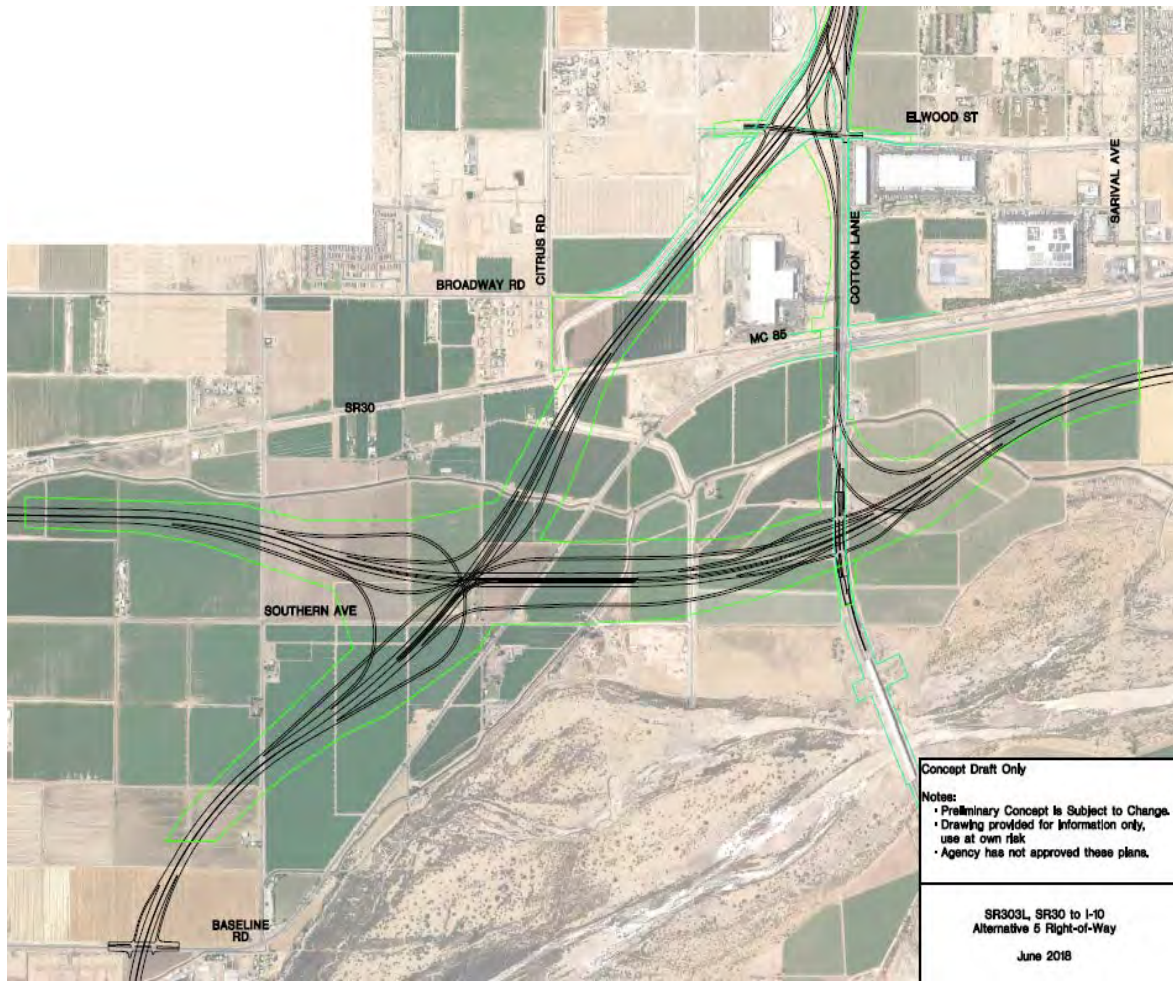 ELWOOD ST
SARIVAL AVE
CITRUS RD
COTTON LANE
BROADWAY RD
MC 85
SR30
SOUTHERN AVE
BASELINE
RD
Concept Draft Only
Notes:
• Preliminary Concept is Subject to Change.
• Drawing provided for information only,
use at own risk
• Agency has not approved these plans.
SR303L, SR30 to I-10
Alternative 5 Right-of-Way
June 2018